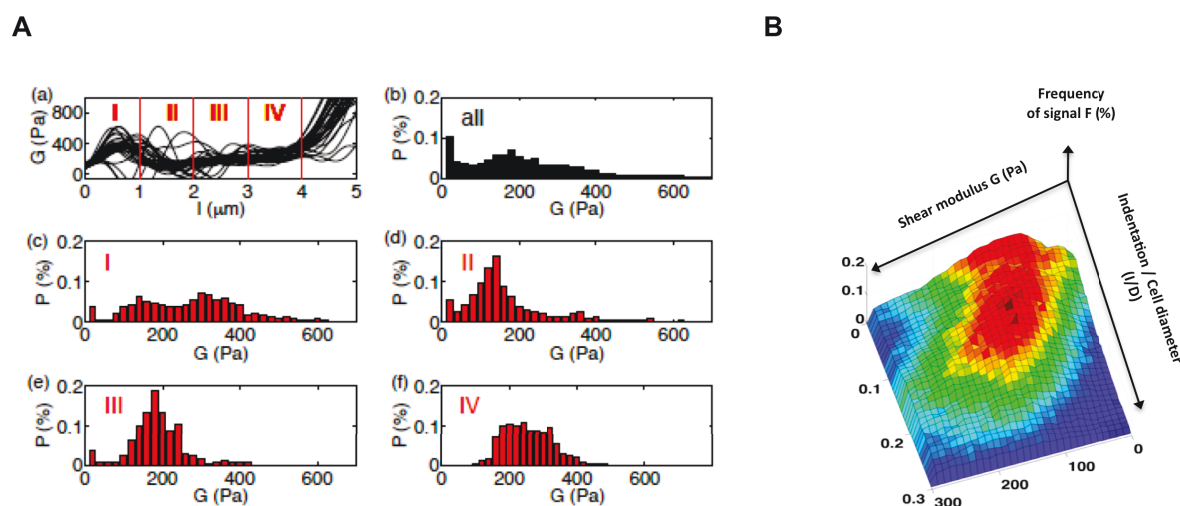 A
B
(a)
G (Pa)
800
400
0
I
II
III
IV
0 1 2 3 4 5
I (μm)
(b)
P (%)
0.2
0.1
0
all
0 200 400 600
G (Pa)
(c)
P (%)
0.2
0.1
0
I
0 200 400 600
G (Pa)
(d)
P (%)
0.2
0.1
0
II
0 200 400 600
G (Pa)
(e)
P (%)
0.2
0.1
0
III
0 200 400 600
G (Pa)
(f)
P (%)
0.2
0.1
0
IV
0 200 400 600
G (Pa)
Frequency
of signal F (%)
Shear modulus G (Pa)
Indentation / Cell diameter
(I/D)
0.2
0.1
0
0
0.1
0.2
0.3
300
200
100
0